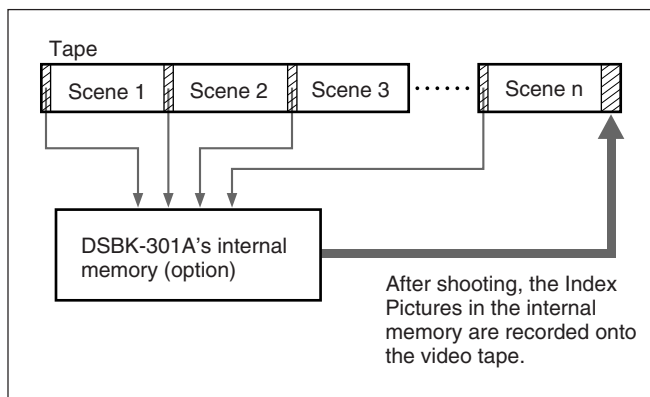 Tape
Scene 1 Scene 2 Scene 3 ...... Scene n
DSBK-301A's internal
memory (option)
After shooting, the Index
Pictures in the internal
memory are recorded onto
the video tape.